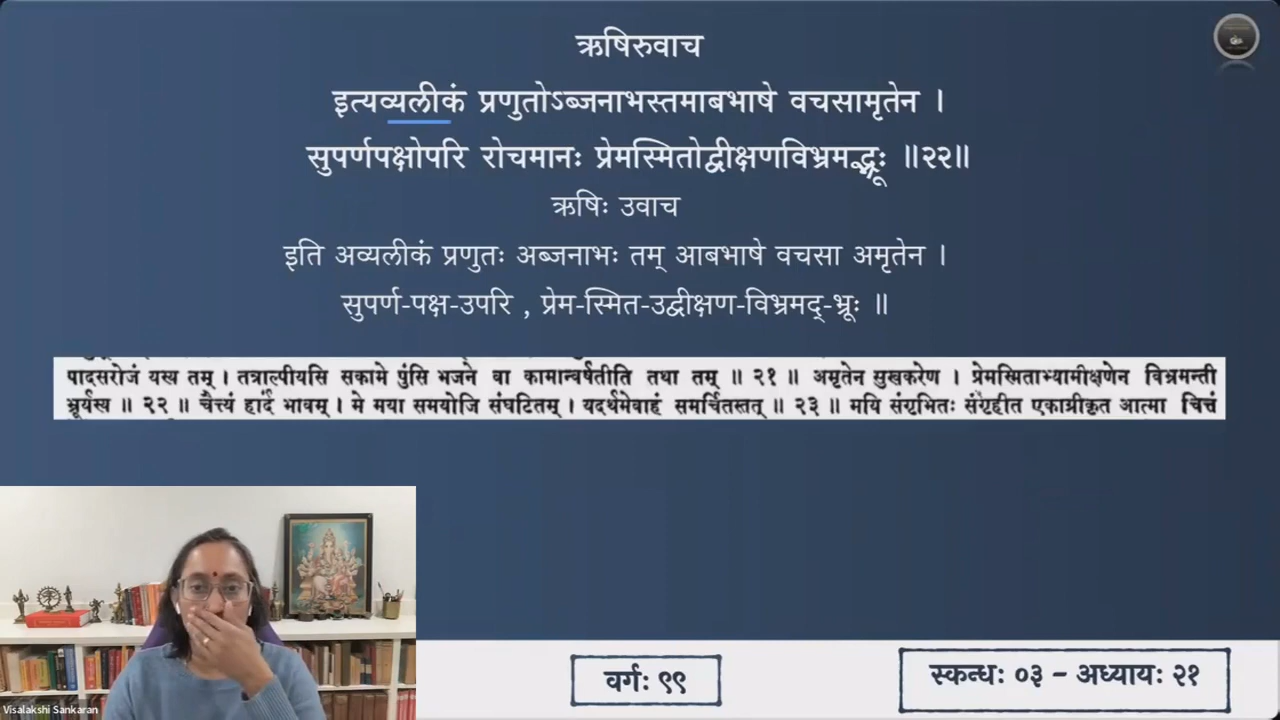 ऋषिरुवाच
इत्यव्यलीकं प्रणुतोऽब्जनाभस्तमाबभाषे वचसामृतेन ।
सुपर्णपक्षोपरि रोचमानः प्रेमस्मितोद्वीक्षणविभ्रमद्भ्रूः ॥२२॥
ऋषिः उवाच
इति अव्यलीकं प्रणुतः अब्जनाभः तम् आबभाषे वचसा अमृतेन ।
सुपर्ण-पक्ष-उपरि , प्रेम-स्मित-उद्वीक्षण-विभ्रमद्-भ्रूः ॥
पादसरोजं यस्य तम् । तत्राल्पीयसि सकामे पुंसि भजने वा कामान्वर्षतीति तथा तम् ॥ २१ ॥ अमृतेन सुखकरेण । प्रेमस्मिताभ्यामीक्षणेन विभ्रमन्ती
भ्रूर्यस्य ॥ २२ ॥ चैत्त्यं हार्दं भावम् । मे मया समयोजि संघटितम् । यदर्थमेवाहं समर्चितस्तत् ॥ २३ ॥ मयि संगृभितः संगृहीत एकाग्रीकृत आत्मा चित्तं
Visalakshi Sankaran
वर्गः ९९
स्कन्धः ०३ - अध्यायः २१